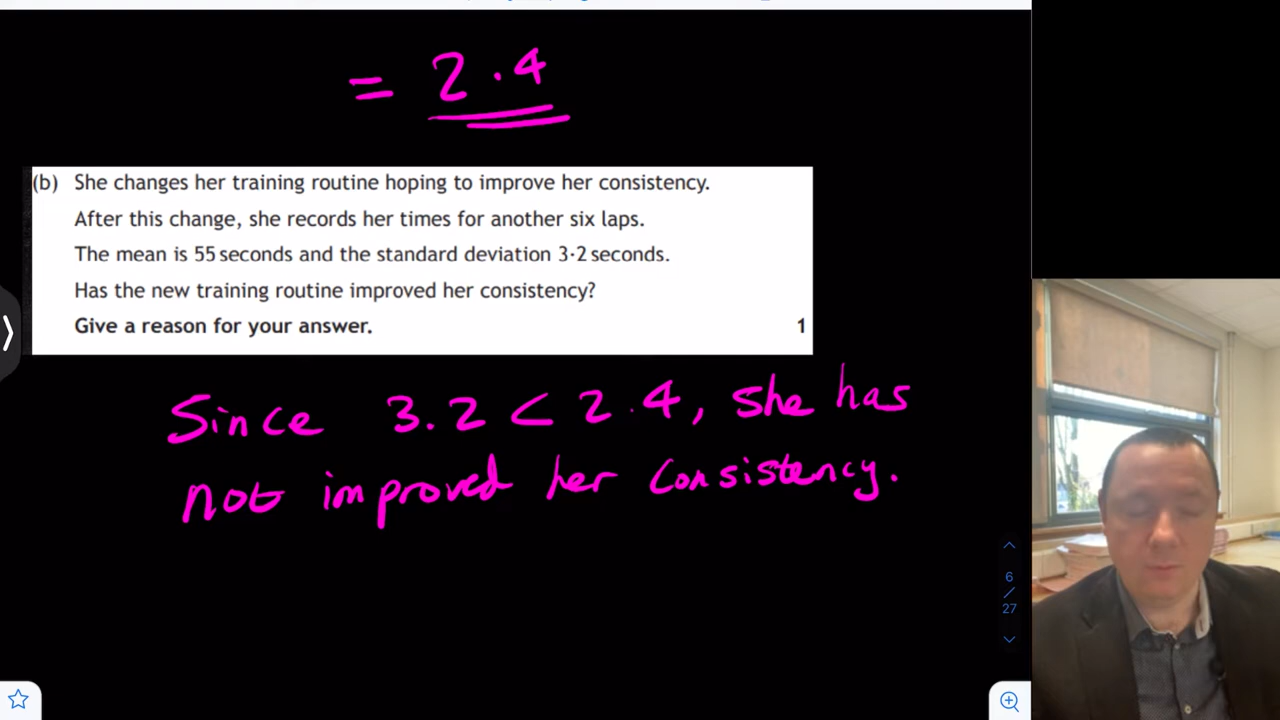 = 2.4
(b) She changes her training routine hoping to improve her consistency.
After this change, she records her times for another six laps.
The mean is 55 seconds and the standard deviation 3·2 seconds.
Has the new training routine improved her consistency?
Give a reason for your answer. 1
Since 3.2 < 2.4, she has
not improved her consistency.
6
/
27